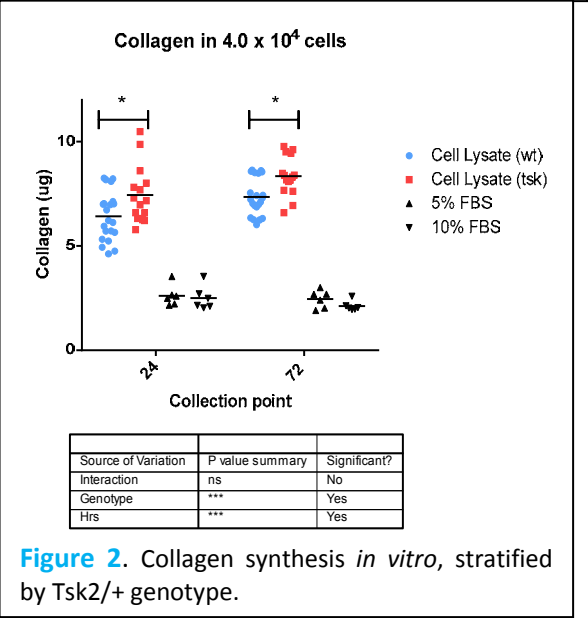 Collagen in 4.0 x 10⁴ cells
*
*
Collagen (ug)
10
5
0
24
72
Collection point
Cell Lysate (wt)
Cell Lysate (tsk)
5% FBS
10% FBS
Source of Variation P value summary Significant?
Interaction ns No
Genotype *** Yes
Hrs *** Yes
Figure 2. Collagen synthesis in vitro, stratified
by Tsk2/+ genotype.